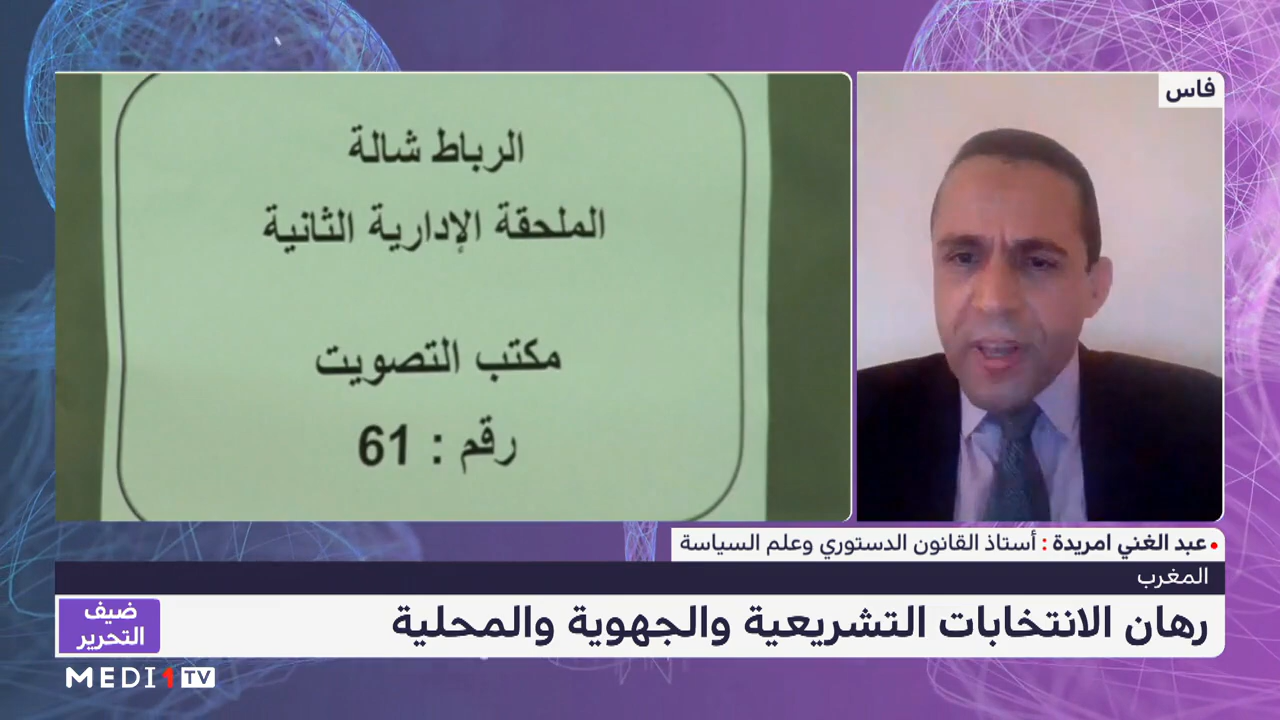 فاس
الرباط شالة
الملحقة الإدارية الثانية
مكتب التصويت
رقم : 61
عبد الغني امريدة : أستاذ القانون الدستوري وعلم السياسة
المغرب
رهان الانتخابات التشريعية والجهوية والمحلية
ضيف
التحرير
MEDI1TV